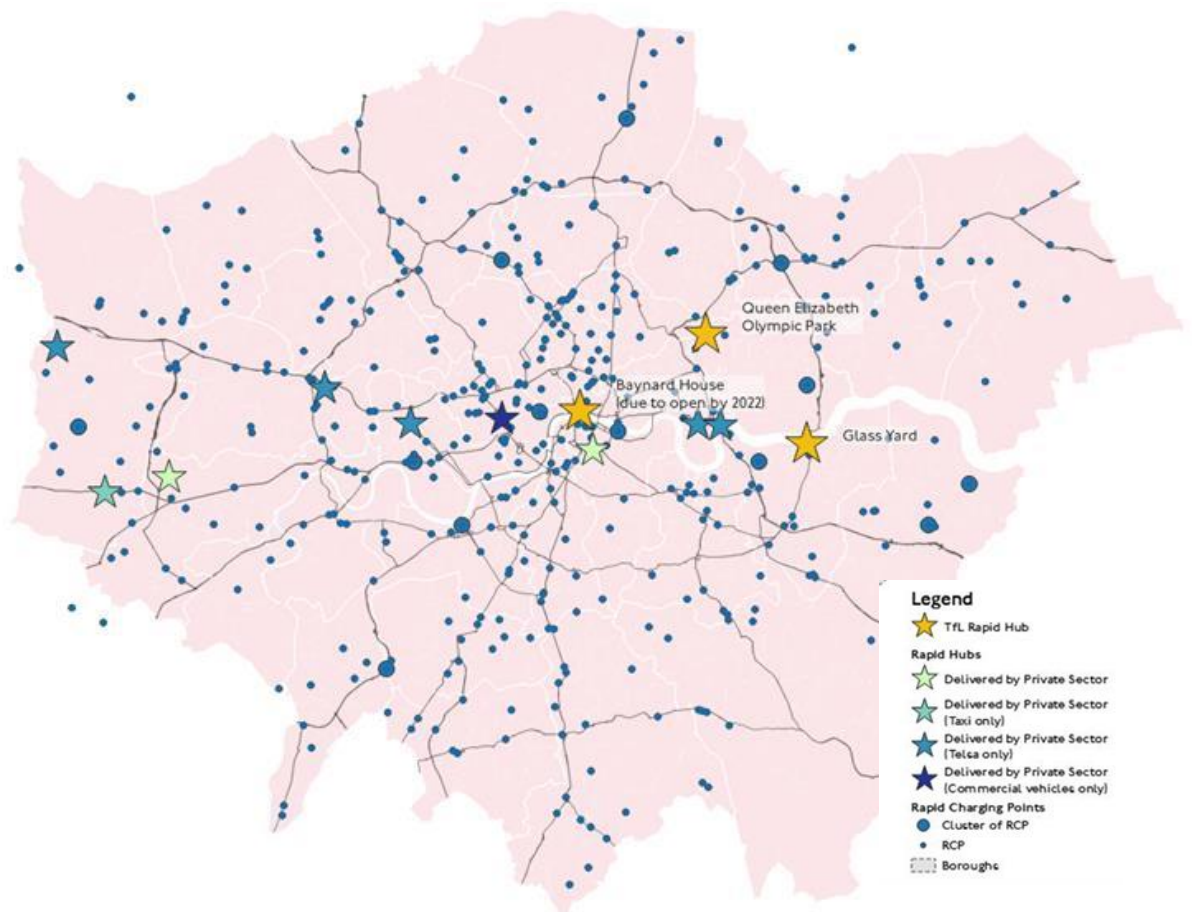 Queen Elizabeth
Olympic Park
Baynard House
(due to open by 2022)
Glass Yard
Legend
TfL Rapid Hub
Rapid Hubs
Delivered by Private Sector
Delivered by Private Sector
(Taxi only)
Delivered by Private Sector
(Telsa only)
Delivered by Private Sector
(Commercial vehicles only)
Rapid Charging Points
Cluster of RCP
RCP
Boroughs